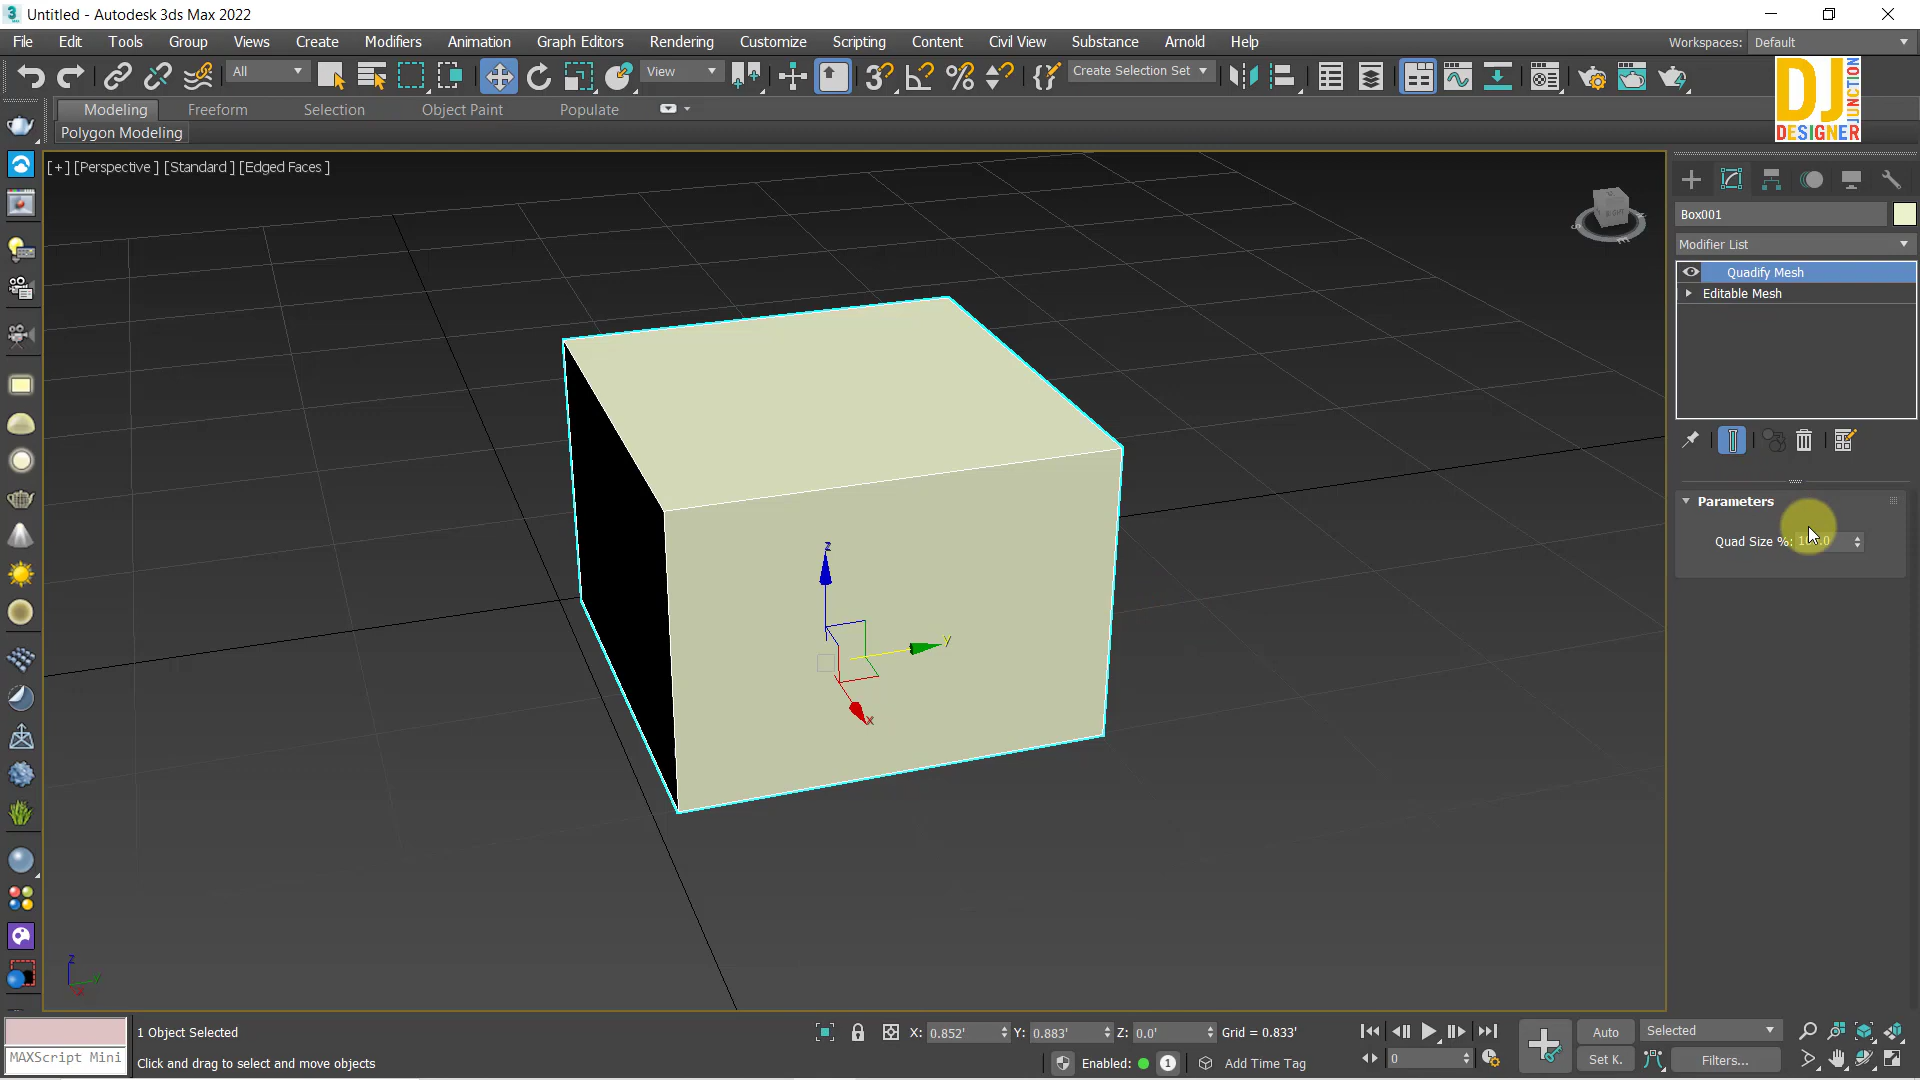 Untitled - Autodesk 3ds Max 2022
File Edit Tools Group Views Create Modifiers Animation Graph Editors Rendering Customize Scripting Content Civil View Substance Arnold Help
Workspaces: Default
All
View
Create Selection Set
DJ
JUNCTION
DESIGNER
Modeling Freeform Selection Object Paint Populate
Polygon Modeling
[+] [Perspective ] [Standard ] [Edged Faces ]
Box001
Modifier List
Quadify Mesh
Editable Mesh
Parameters
Quad Size %:
z
y
x
z
MAXScript Mini
1 Object Selected
Click and drag to select and move objects
X: 0.852' Y: 0.883' Z: 0.0' Grid = 0.833'
Enabled: 1 Add Time Tag
0
Auto Selected
Set K. Filters...